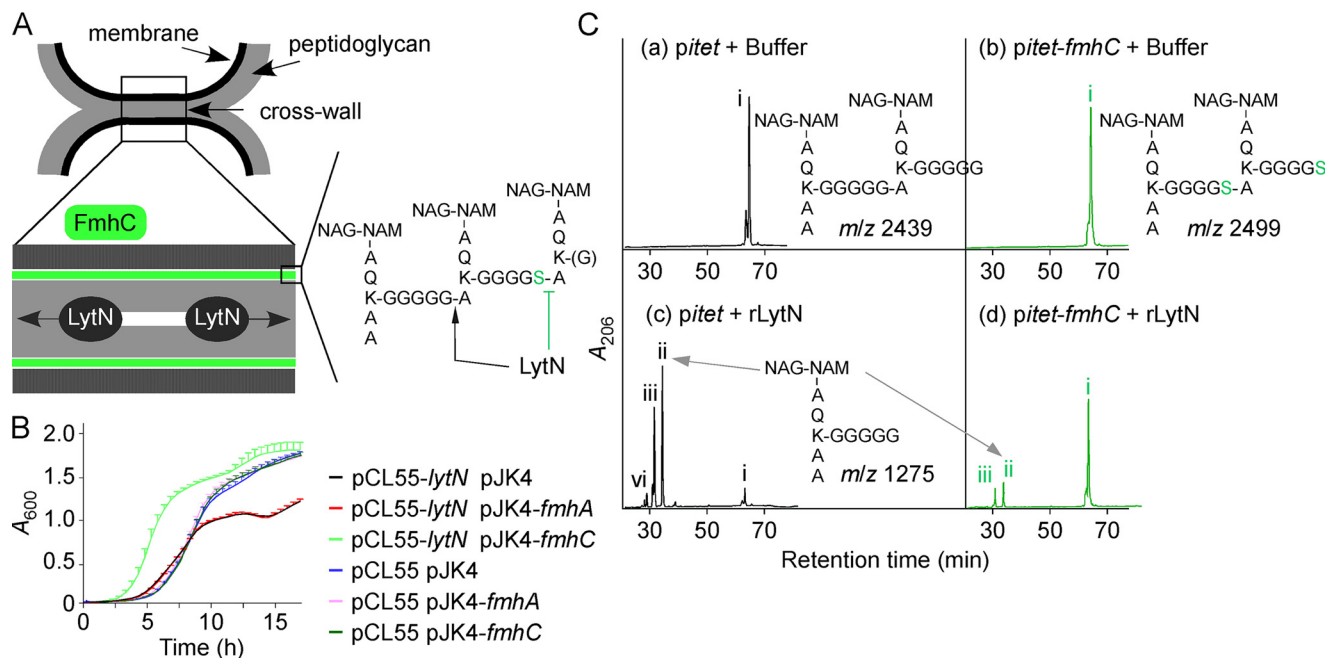 A
membrane
peptidoglycan
cross-wall
FmhC
LytN LytN
NAG-NAM
A
Q
K-GGGGG-A
A
A
NAG-NAM
A
Q
K-GGGGS-A
NAG-NAM
A
Q
K-(G)
LytN
B
A600
2.0
1.5
1.0
0.5
0
0 5 10 15
Time (h)
pCL55-lytN pJK4
pCL55-lytN pJK4-fmhA
pCL55-lytN pJK4-fmhC
pCL55 pJK4
pCL55 pJK4-fmhA
pCL55 pJK4-fmhC
C
(a) pitet + Buffer
i
NAG-NAM
A
Q
K-GGGGG-A
A
A
NAG-NAM
A
Q
K-GGGGG
m/z 2439
30 70
(b) pitet-fmhC + Buffer
i
NAG-NAM
A
Q
K-GGGGS-A
A
A
NAG-NAM
A
Q
K-GGGGS
m/z 2499
30 70
A206
(c) pitet + rLytN
ii
iii
vi
i
NAG-NAM
A
Q
K-GGGGG
A
A
m/z 1275
30 70
(d) pitet-fmhC + rLytN
i
iii
ii
30 70
Retention time (min)